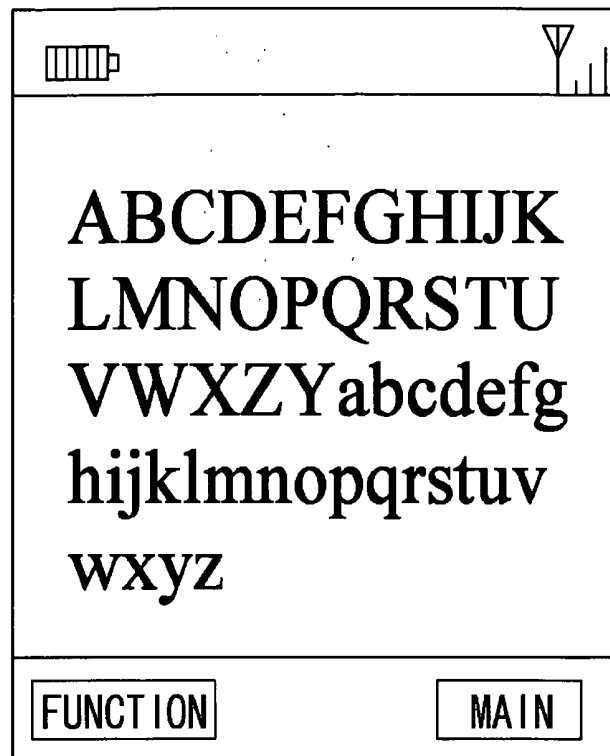 ABCDEFGHIJK
LMNOPQRSTU
VWXZYabcdefg
hijklmnopqrstuv
wxyz
FUNCTION MAIN